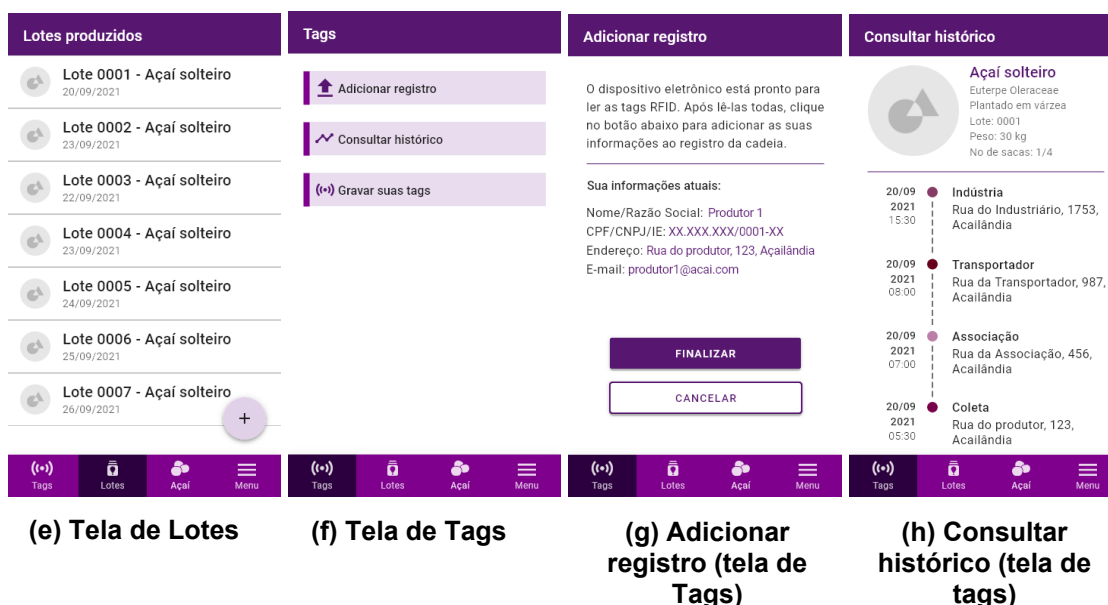 Lotes produzidos
Lote 0001 - Açaí solteiro
20/09/2021
Lote 0002 - Açaí solteiro
23/09/2021
Lote 0003 - Açaí solteiro
22/09/2021
Lote 0004 - Açaí solteiro
23/09/2021
Lote 0005 - Açaí solteiro
24/09/2021
Lote 0006 - Açaí solteiro
25/09/2021
Lote 0007 - Açaí solteiro
26/09/2021
+
Tags Lotes Açaí Menu
(e) Tela de Lotes
Tags
Adicionar registro
Consultar histórico
Gravar suas tags
Tags Lotes Açaí Menu
(f) Tela de Tags
Adicionar registro
O dispositivo eletrônico está pronto para
ler as tags RFID. Após lê-las todas, clique
no botão abaixo para adicionar as suas
informações ao registro da cadeia.
Sua informações atuais:
Nome/Razão Social: Produtor 1
CPF/CNPJ/IE: XX.XXX.XXX/0001-XX
Endereço: Rua do produtor, 123, Açailândia
E-mail: produtor1@acai.com
FINALIZAR
CANCELAR
Tags Lotes Açaí Menu
(g) Adicionar
registro (tela de
Tags)
Consultar histórico
Açaí solteiro
Euterpe Oleraceae
Plantado em várzea
Lote: 0001
Peso: 30 kg
No de sacas: 1/4
20/09 Indústria
2021 Rua do Industriário, 1753,
15:30 Acailândia
20/09 Transportador
2021 Rua da Transportador, 987,
08:00 Acailândia
20/09 Associação
2021 Rua da Associação, 456,
07:00 Acailândia
20/09 Coleta
2021 Rua do produtor, 123,
05:30 Acailândia
Tags Lotes Açaí Menu
(h) Consultar
histórico (tela de
tags)